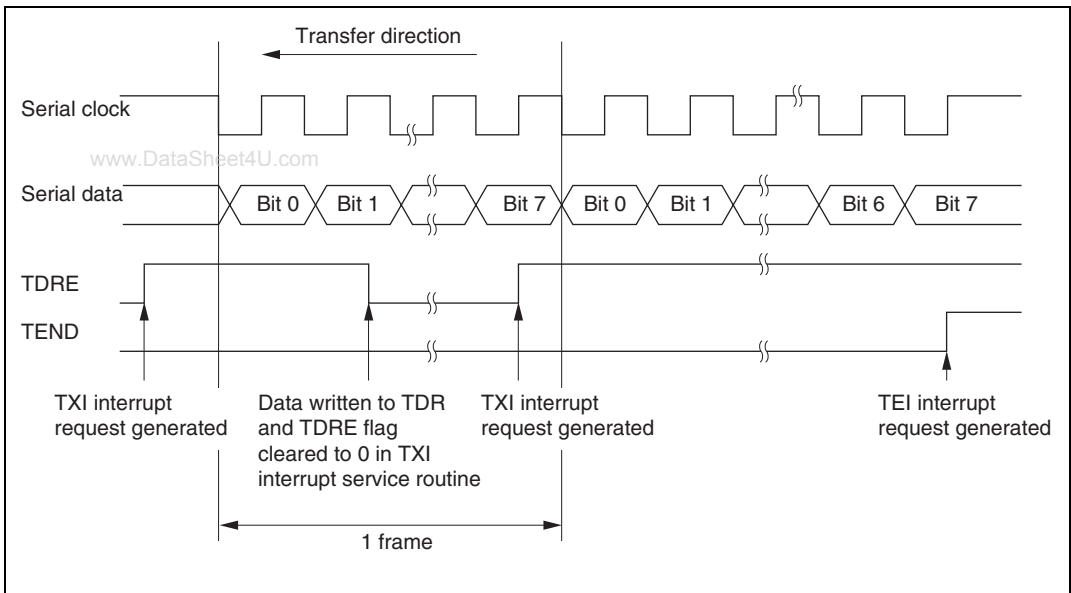 Transfer direction
Serial clock
www.DataSheet4U.com
Serial data
Bit 0 Bit 1 Bit 7 Bit 0 Bit 1 Bit 6 Bit 7
TDRE
TEND
TXI interrupt
request generated
Data written to TDR
and TDRE flag
cleared to 0 in TXI
interrupt service routine
TXI interrupt
request generated
TEI interrupt
request generated
1 frame